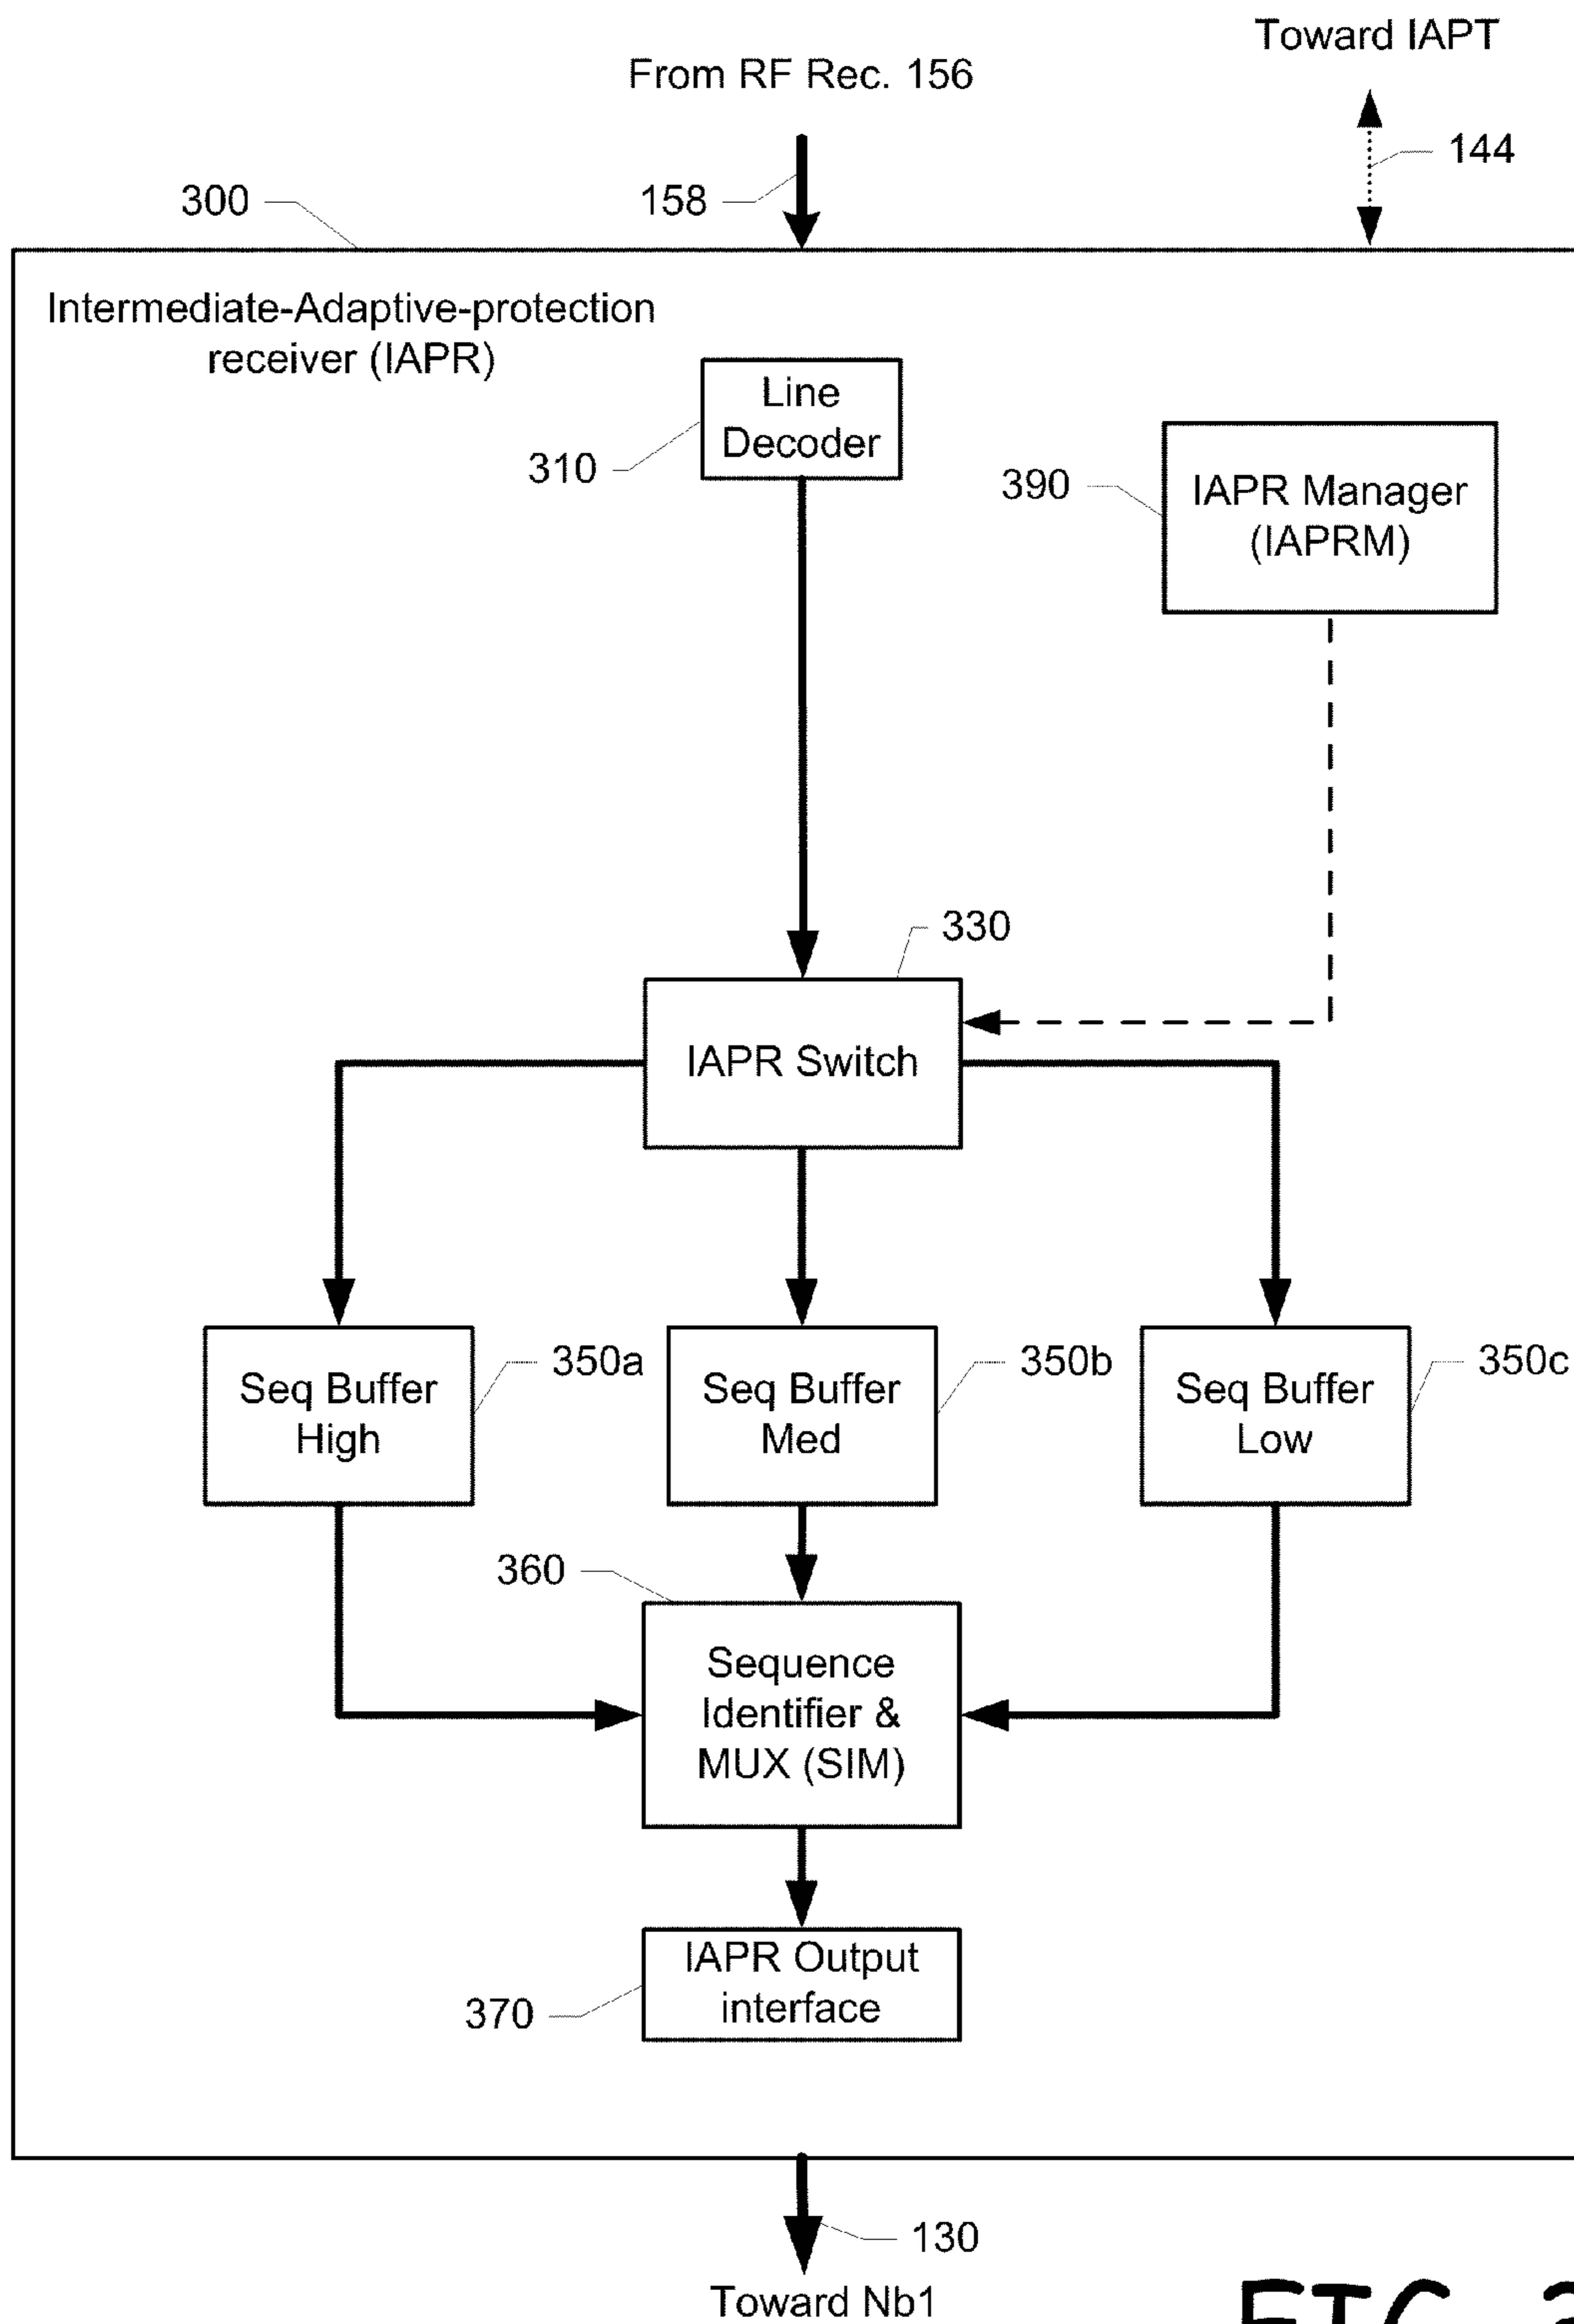 Toward IAPT
From RF Rec. 156
144
158
300
Intermediate-Adaptive-protection
receiver (IAPR)
Line
Decoder
310
390
IAPR Manager
(IAPRM)
330
IAPR Switch
350a
350b
350c
Seq Buffer
High
Seq Buffer
Med
Seq Buffer
Low
360
Sequence
Identifier &
MUX (SIM)
IAPR Output
interface
370
130
Toward Nb1